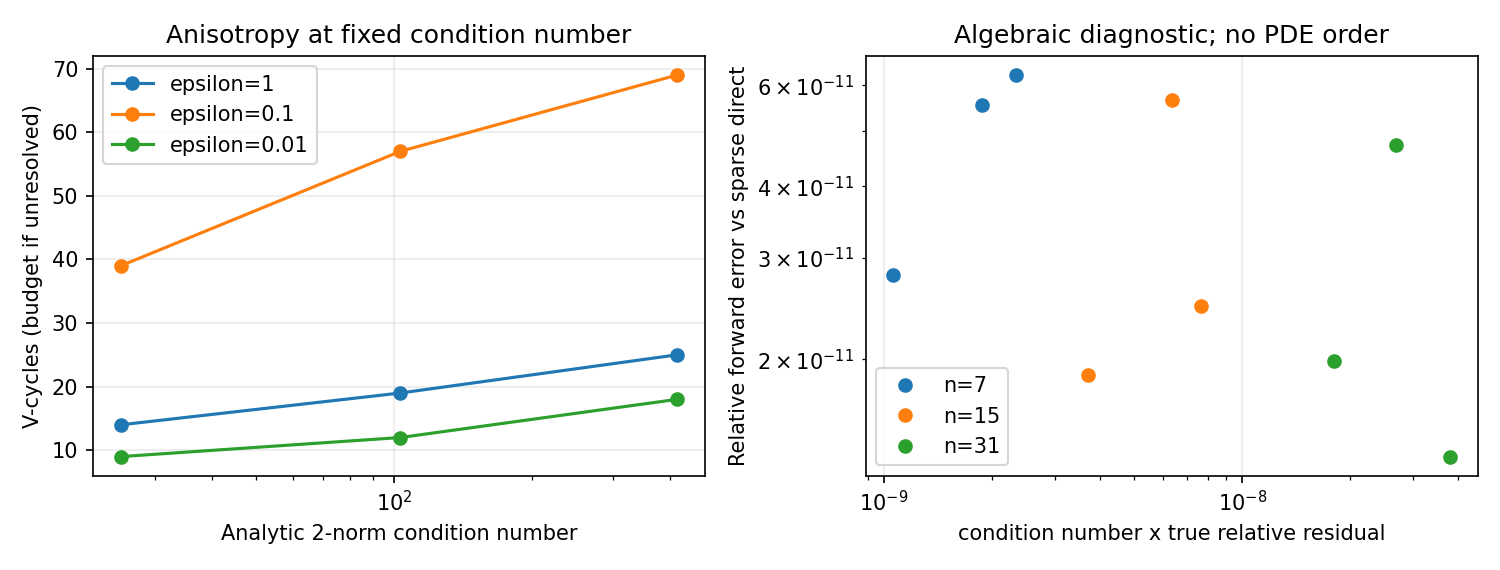 Anisotropy at fixed condition number
V-cycles (budget if unresolved)
70
60
50
40
30
20
10
epsilon=1
epsilon=0.1
epsilon=0.01
10²
Analytic 2-norm condition number
Algebraic diagnostic; no PDE order
Relative forward error vs sparse direct
6 × 10⁻¹¹
4 × 10⁻¹¹
3 × 10⁻¹¹
2 × 10⁻¹¹
n=7
n=15
n=31
10⁻⁹
10⁻⁸
condition number x true relative residual